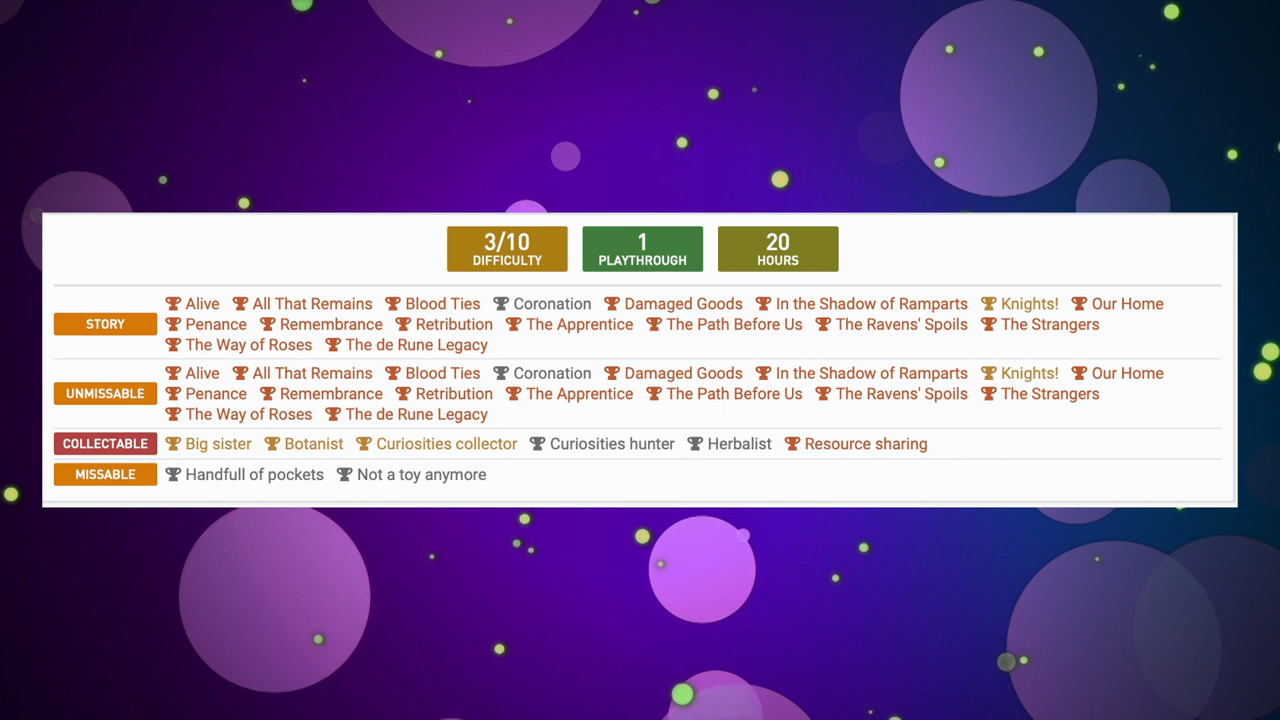 3/10 1 20
DIFFICULTY PLAYTHROUGH HOURS
STORY
Alive All That Remains Blood Ties Coronation Damaged Goods In the Shadow of Ramparts Knights! Our Home
Penance Remembrance Retribution The Apprentice The Path Before Us The Ravens' Spoils The Strangers
The Way of Roses The de Rune Legacy
UNMISSABLE
Alive All That Remains Blood Ties Coronation Damaged Goods In the Shadow of Ramparts Knights! Our Home
Penance Remembrance Retribution The Apprentice The Path Before Us The Ravens' Spoils The Strangers
The Way of Roses The de Rune Legacy
COLLECTABLE Big sister Botanist Curiosities collector Curiosities hunter Herbalist Resource sharing
MISSABLE Handfull of pockets Not a toy anymore